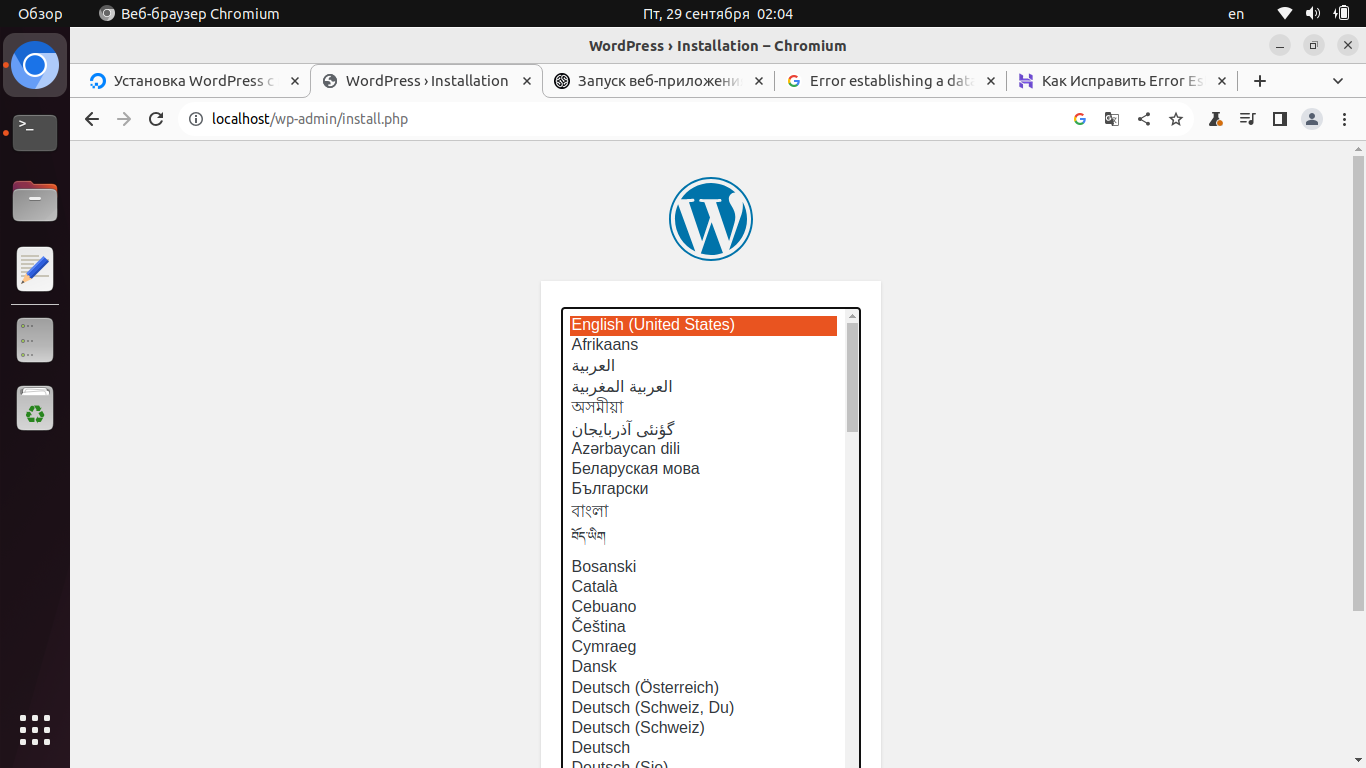 Обзор
Веб-браузер Chromium
Пт, 29 сентября 02:04
en
WordPress › Installation – Chromium
Установка WordPress с
WordPress › Installation
Запуск веб-приложени
Error establishing a data
Как Исправить Error Es
localhost/wp-admin/install.php
English (United States)
Afrikaans
العربية
العربية المغربية
অসমীয়া
گؤنئی آذربایجان
Azərbaycan dili
Беларуская мова
Български
বাংলা
བོད་ཡིག
Bosanski
Català
Cebuano
Čeština
Cymraeg
Dansk
Deutsch (Österreich)
Deutsch (Schweiz, Du)
Deutsch (Schweiz)
Deutsch
Deutsch (Sie)